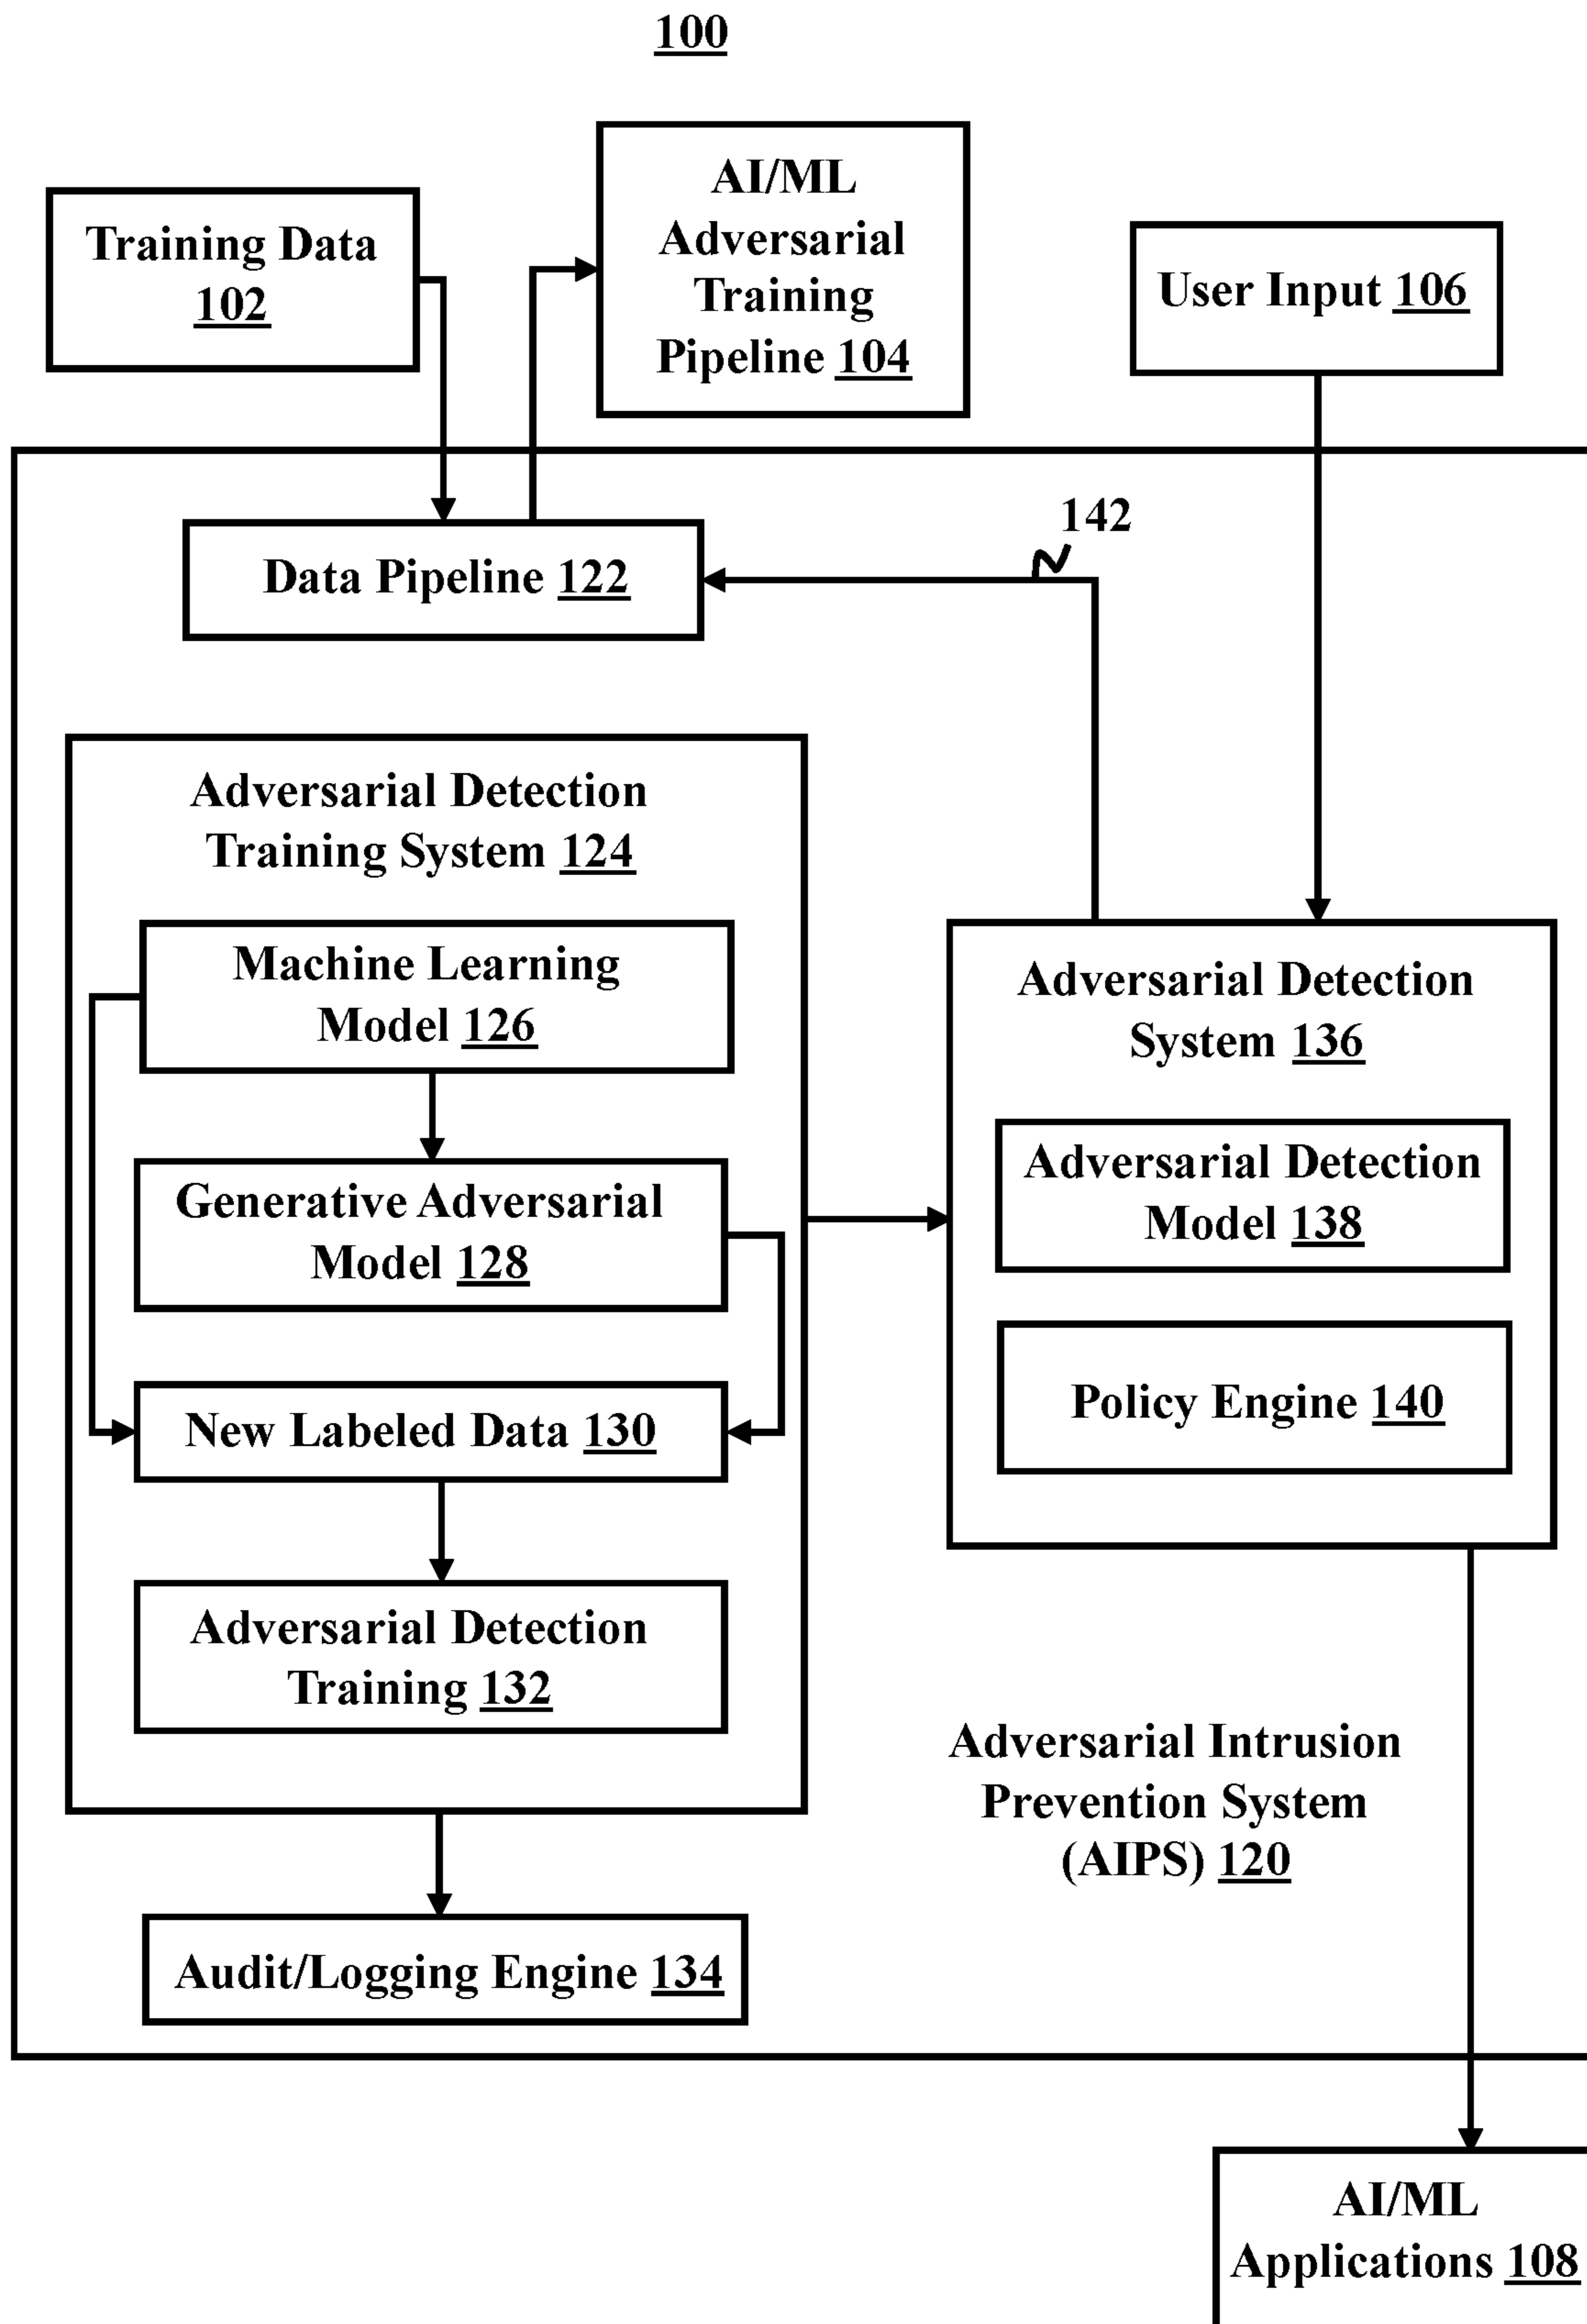 100
AI/ML
Adversarial
Training
Pipeline 104
Training Data
102
User Input 106
142
Data Pipeline 122
Adversarial Detection
Training System 124
Machine Learning
Model 126
Generative Adversarial
Model 128
New Labeled Data 130
Adversarial Detection
Training 132
Adversarial Detection
System 136
Adversarial Detection
Model 138
Policy Engine 140
Adversarial Intrusion
Prevention System
(AIPS) 120
Audit/Logging Engine 134
AI/ML
Applications 108